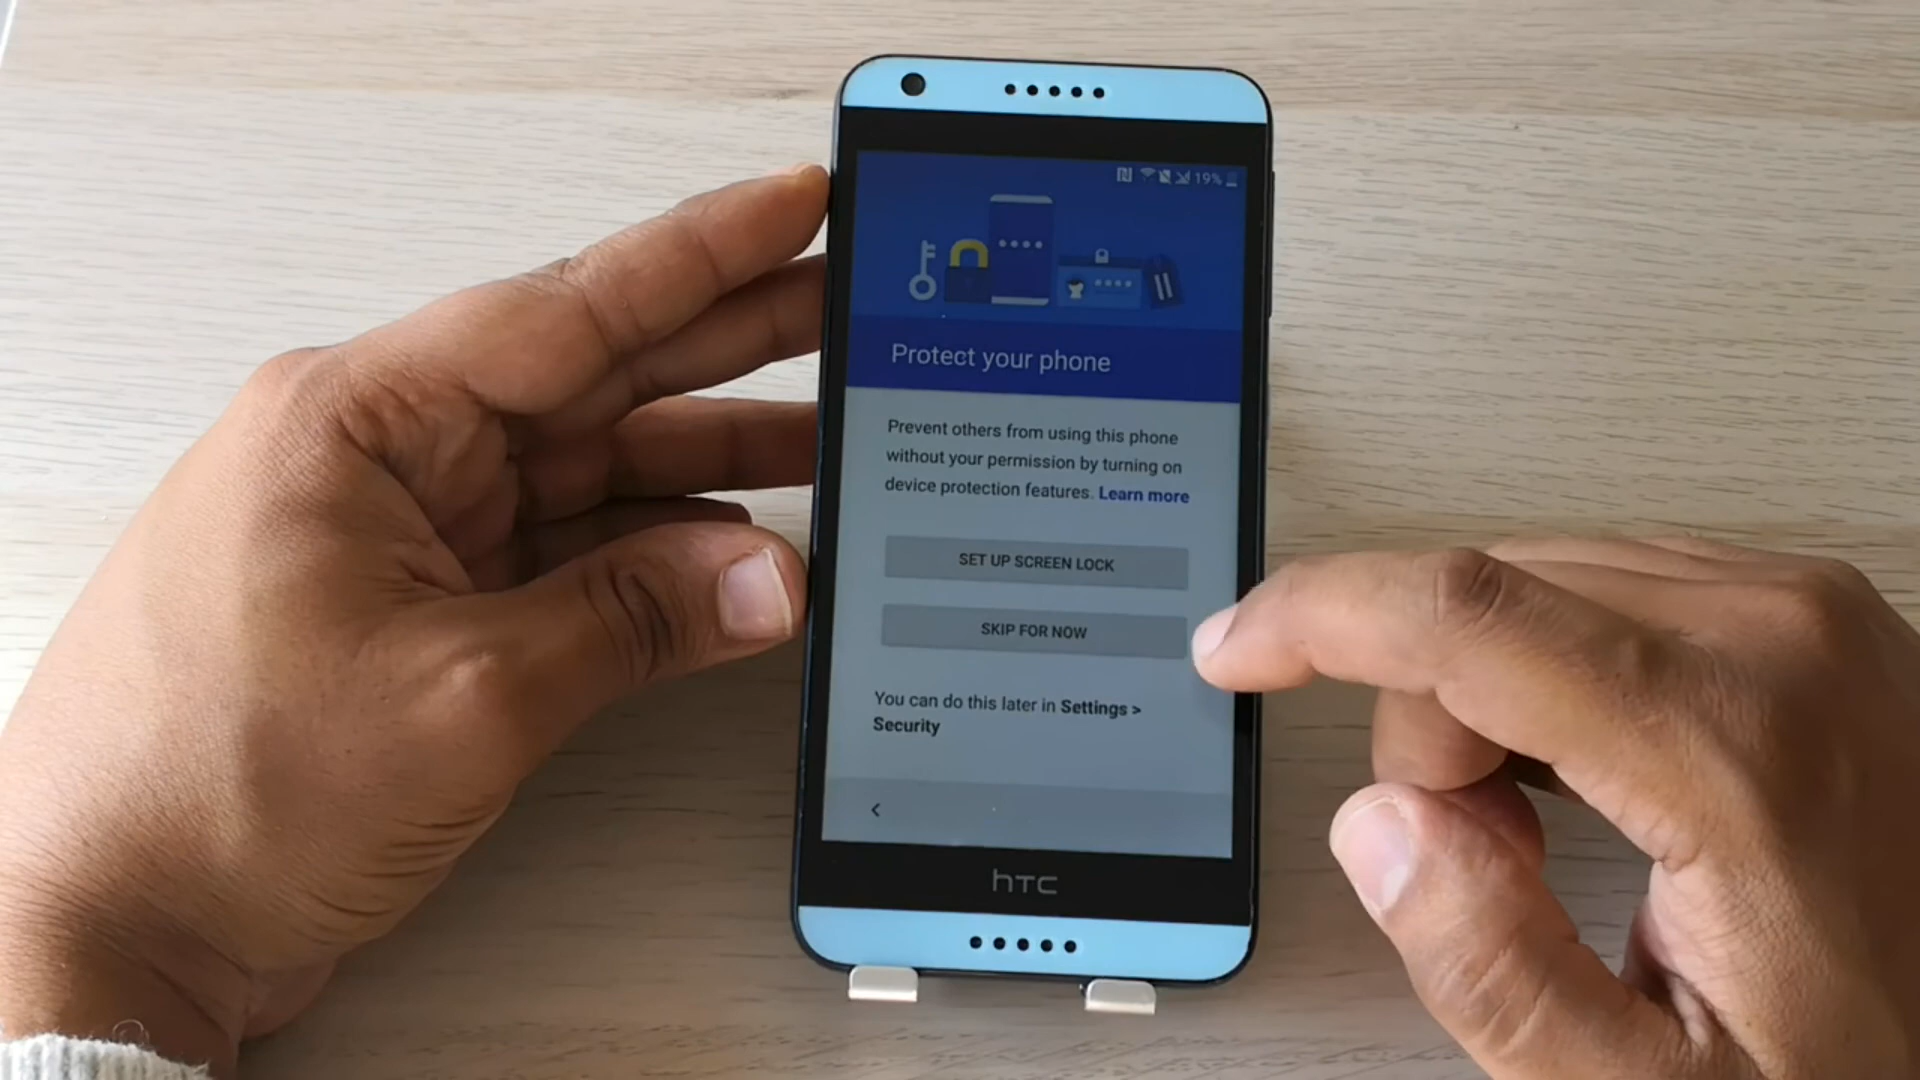 19%
Protect your phone
Prevent others from using this phone
without your permission by turning on
device protection features. Learn more
SET UP SCREEN LOCK
SKIP FOR NOW
You can do this later in Settings >
Security
hTC